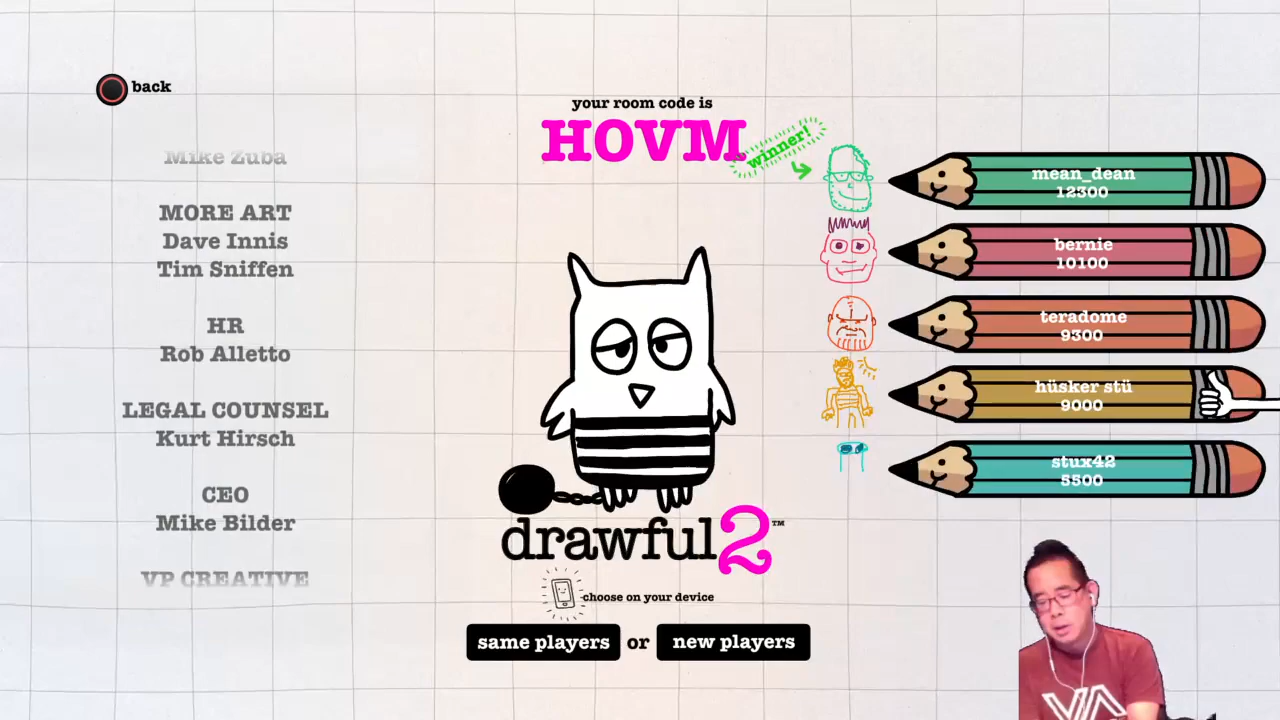 back
Mike Zuba
MORE ART
Dave Innis
Tim Sniffen
HR
Rob Alletto
LEGAL COUNSEL
Kurt Hirsch
CEO
Mike Bilder
VP CREATIVE
your room code is
HOVM
winner!
drawful 2™
choose on your device
same players or new players
mean_dean
12300
bernie
10100
teradome
9300
hüsker stü
9000
stux42
5500